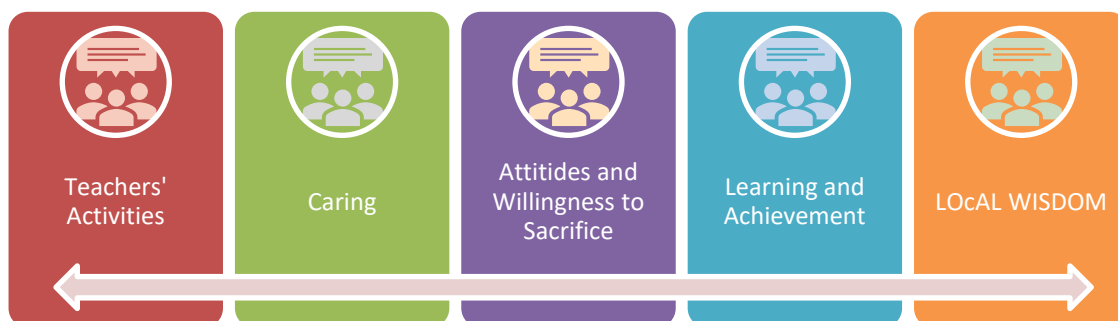 Teachers'
Activities
Caring
Attitides and
Willingness to
Sacrifice
Learning and
Achievement
LOcAL WISDOM